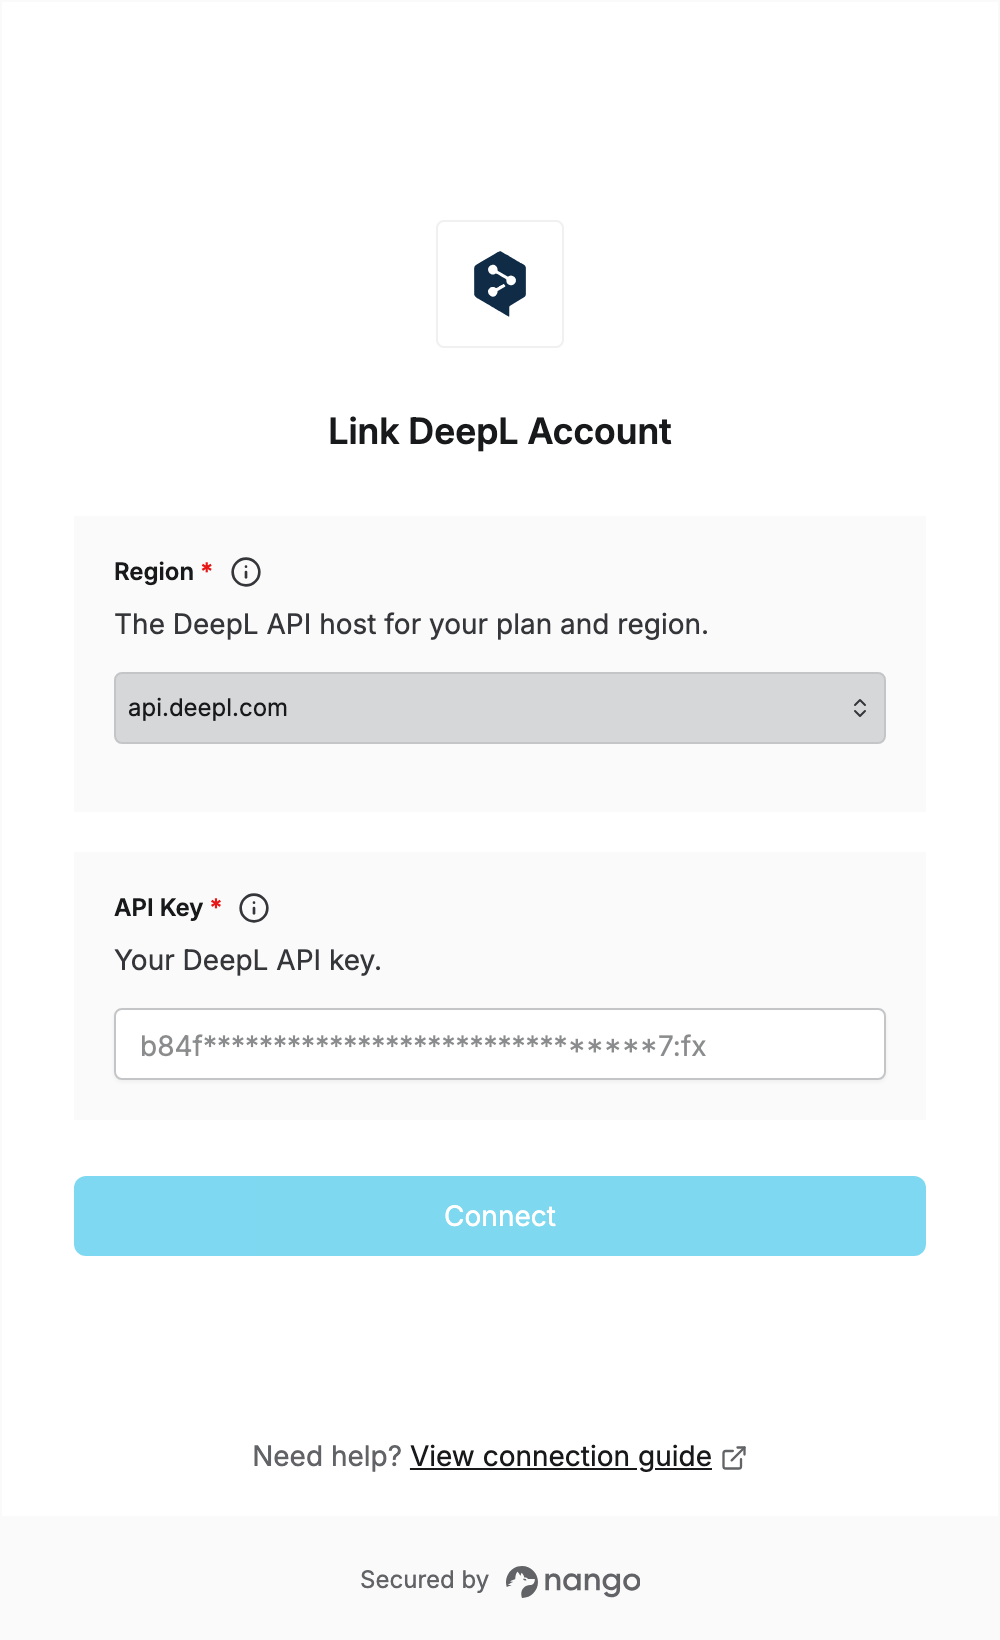 Link DeepL Account
Region *
The DeepL API host for your plan and region.
api.deepl.com
API Key *
Your DeepL API key.
b84f********************************7:fx
Connect
Need help? View connection guide
Secured by nango